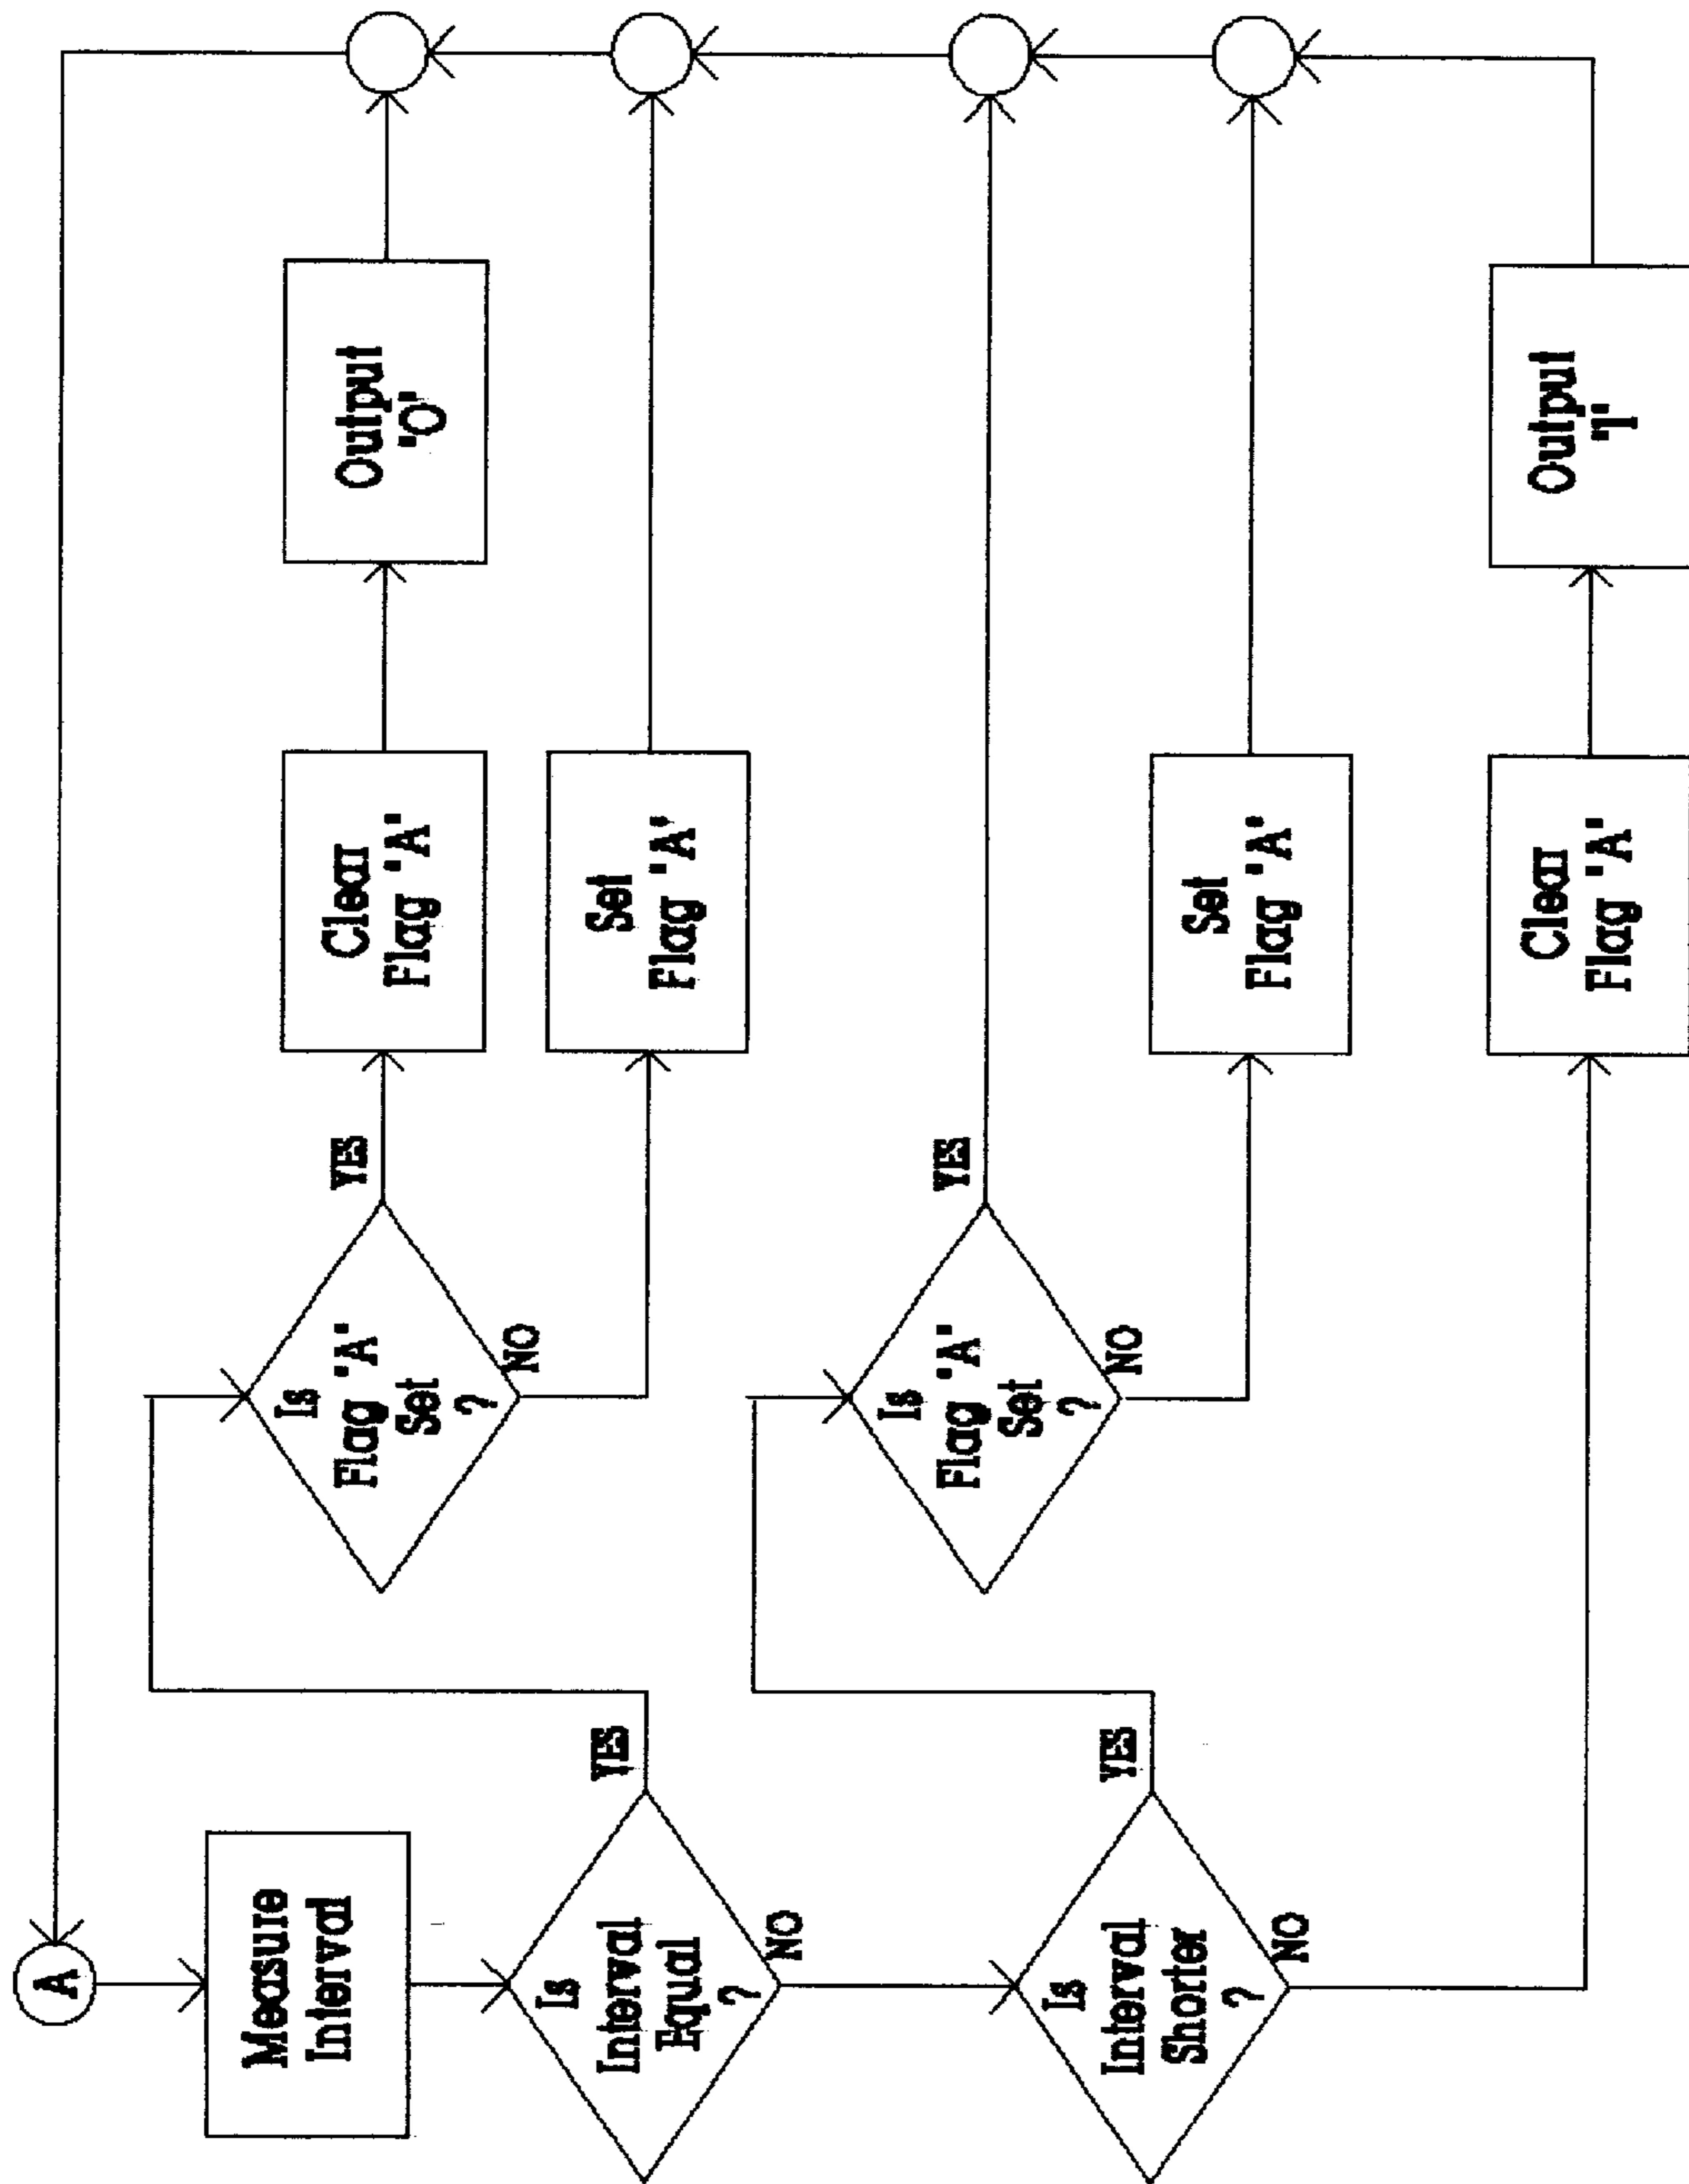 A
Measure
Interval
Is
Interval
Equal
?
YES
NO
Is
Flag 'A'
Set
?
YES
NO
Clear
Flag 'A'
Output
'0'
Set
Flag 'A'
Is
Interval
Shorter
?
YES
NO
Is
Flag 'A'
Set
?
YES
NO
Set
Flag 'A'
Clear
Flag 'A'
Output
'1'